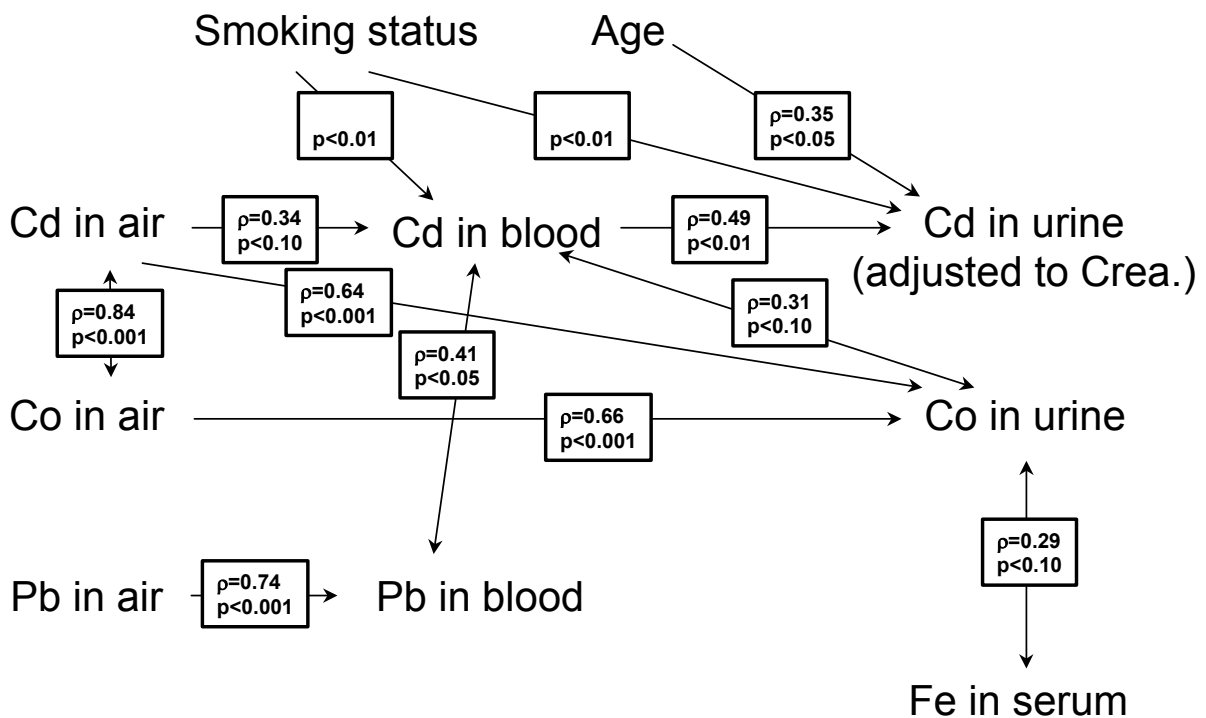 Smoking status
Age
p<0.01
p<0.01
ρ=0.35
p<0.05
Cd in air
ρ=0.34
p<0.10
Cd in blood
ρ=0.49
p<0.01
Cd in urine
(adjusted to Crea.)
ρ=0.84
p<0.001
ρ=0.64
p<0.001
ρ=0.31
p<0.10
ρ=0.41
p<0.05
Co in air
ρ=0.66
p<0.001
Co in urine
ρ=0.29
p<0.10
Pb in air
ρ=0.74
p<0.001
Pb in blood
Fe in serum